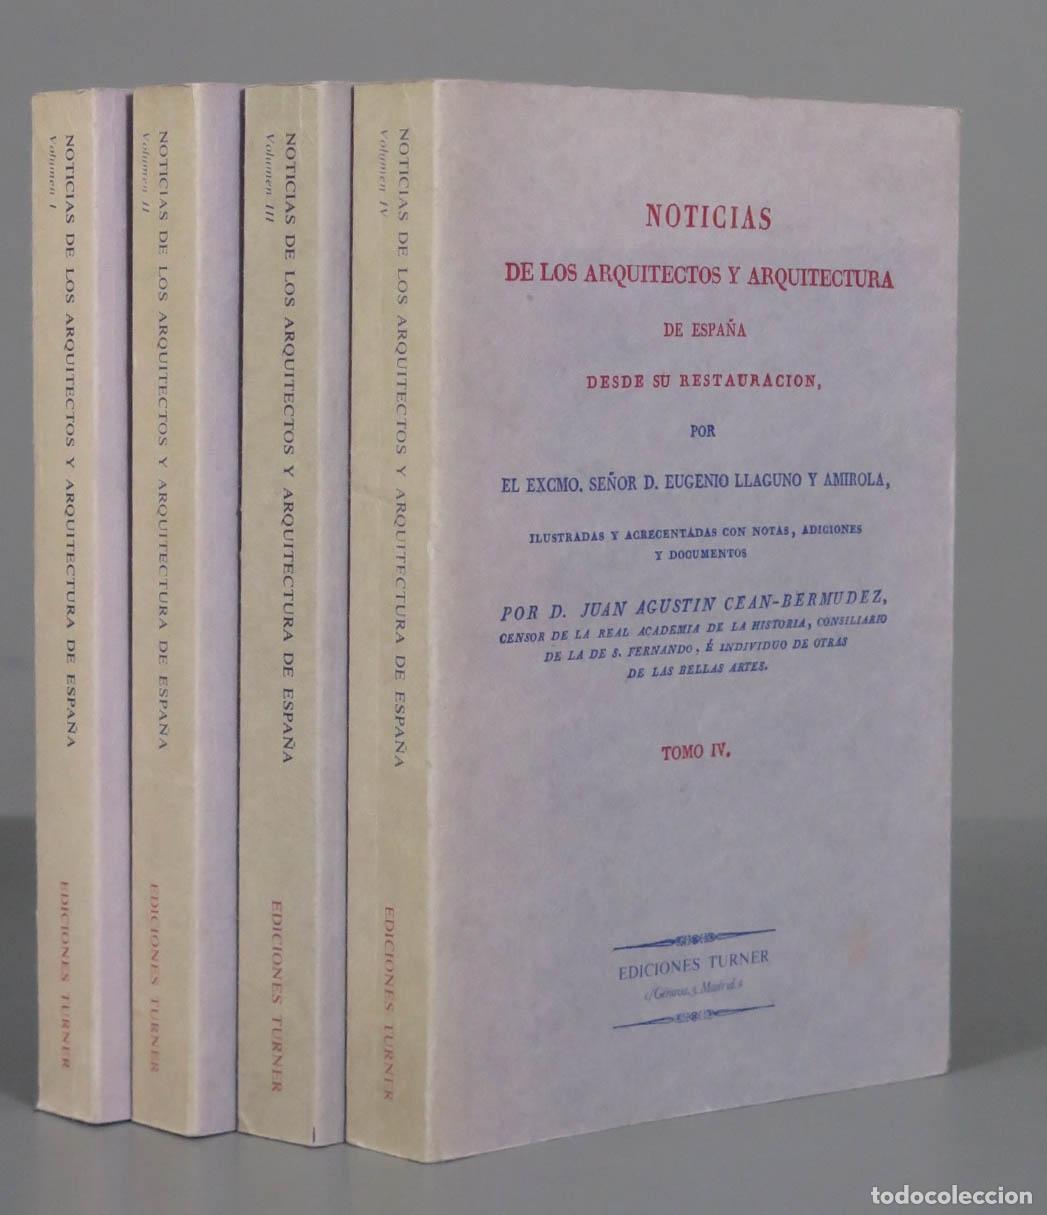 NOTICIAS DE LOS ARQUITECTOS Y ARQUITECTURA DE ESPAÑA
Volumen I
EDICIONES TURNER
NOTICIAS DE LOS ARQUITECTOS Y ARQUITECTURA DE ESPAÑA
Volumen II
EDICIONES TURNER
NOTICIAS DE LOS ARQUITECTOS Y ARQUITECTURA DE ESPAÑA
Volumen III
EDICIONES TURNER
NOTICIAS DE LOS ARQUITECTOS Y ARQUITECTURA DE ESPAÑA
Volumen IV
EDICIONES TURNER
NOTICIAS
DE LOS ARQUITECTOS Y ARQUITECTURA
DE ESPAÑA
DESDE SU RESTAURACION,
POR
EL EXCMO. SEÑOR D. EUGENIO LLAGUNO Y AMIROLA,
ILUSTRADAS Y ACRECENTADAS CON NOTAS, ADICIONES
Y DOCUMENTOS
POR D. JUAN AGUSTIN CEAN-BERMUDEZ,
CENSOR DE LA REAL ACADEMIA DE LA HISTORIA, CONSILIARIO
DE LA DE S. FERNANDO, É INDIVIDUO DE OTRAS
DE LAS BELLAS ARTES.
TOMO IV.
EDICIONES TURNER
c/Génova, 3. Madrid.4
todocoleccion